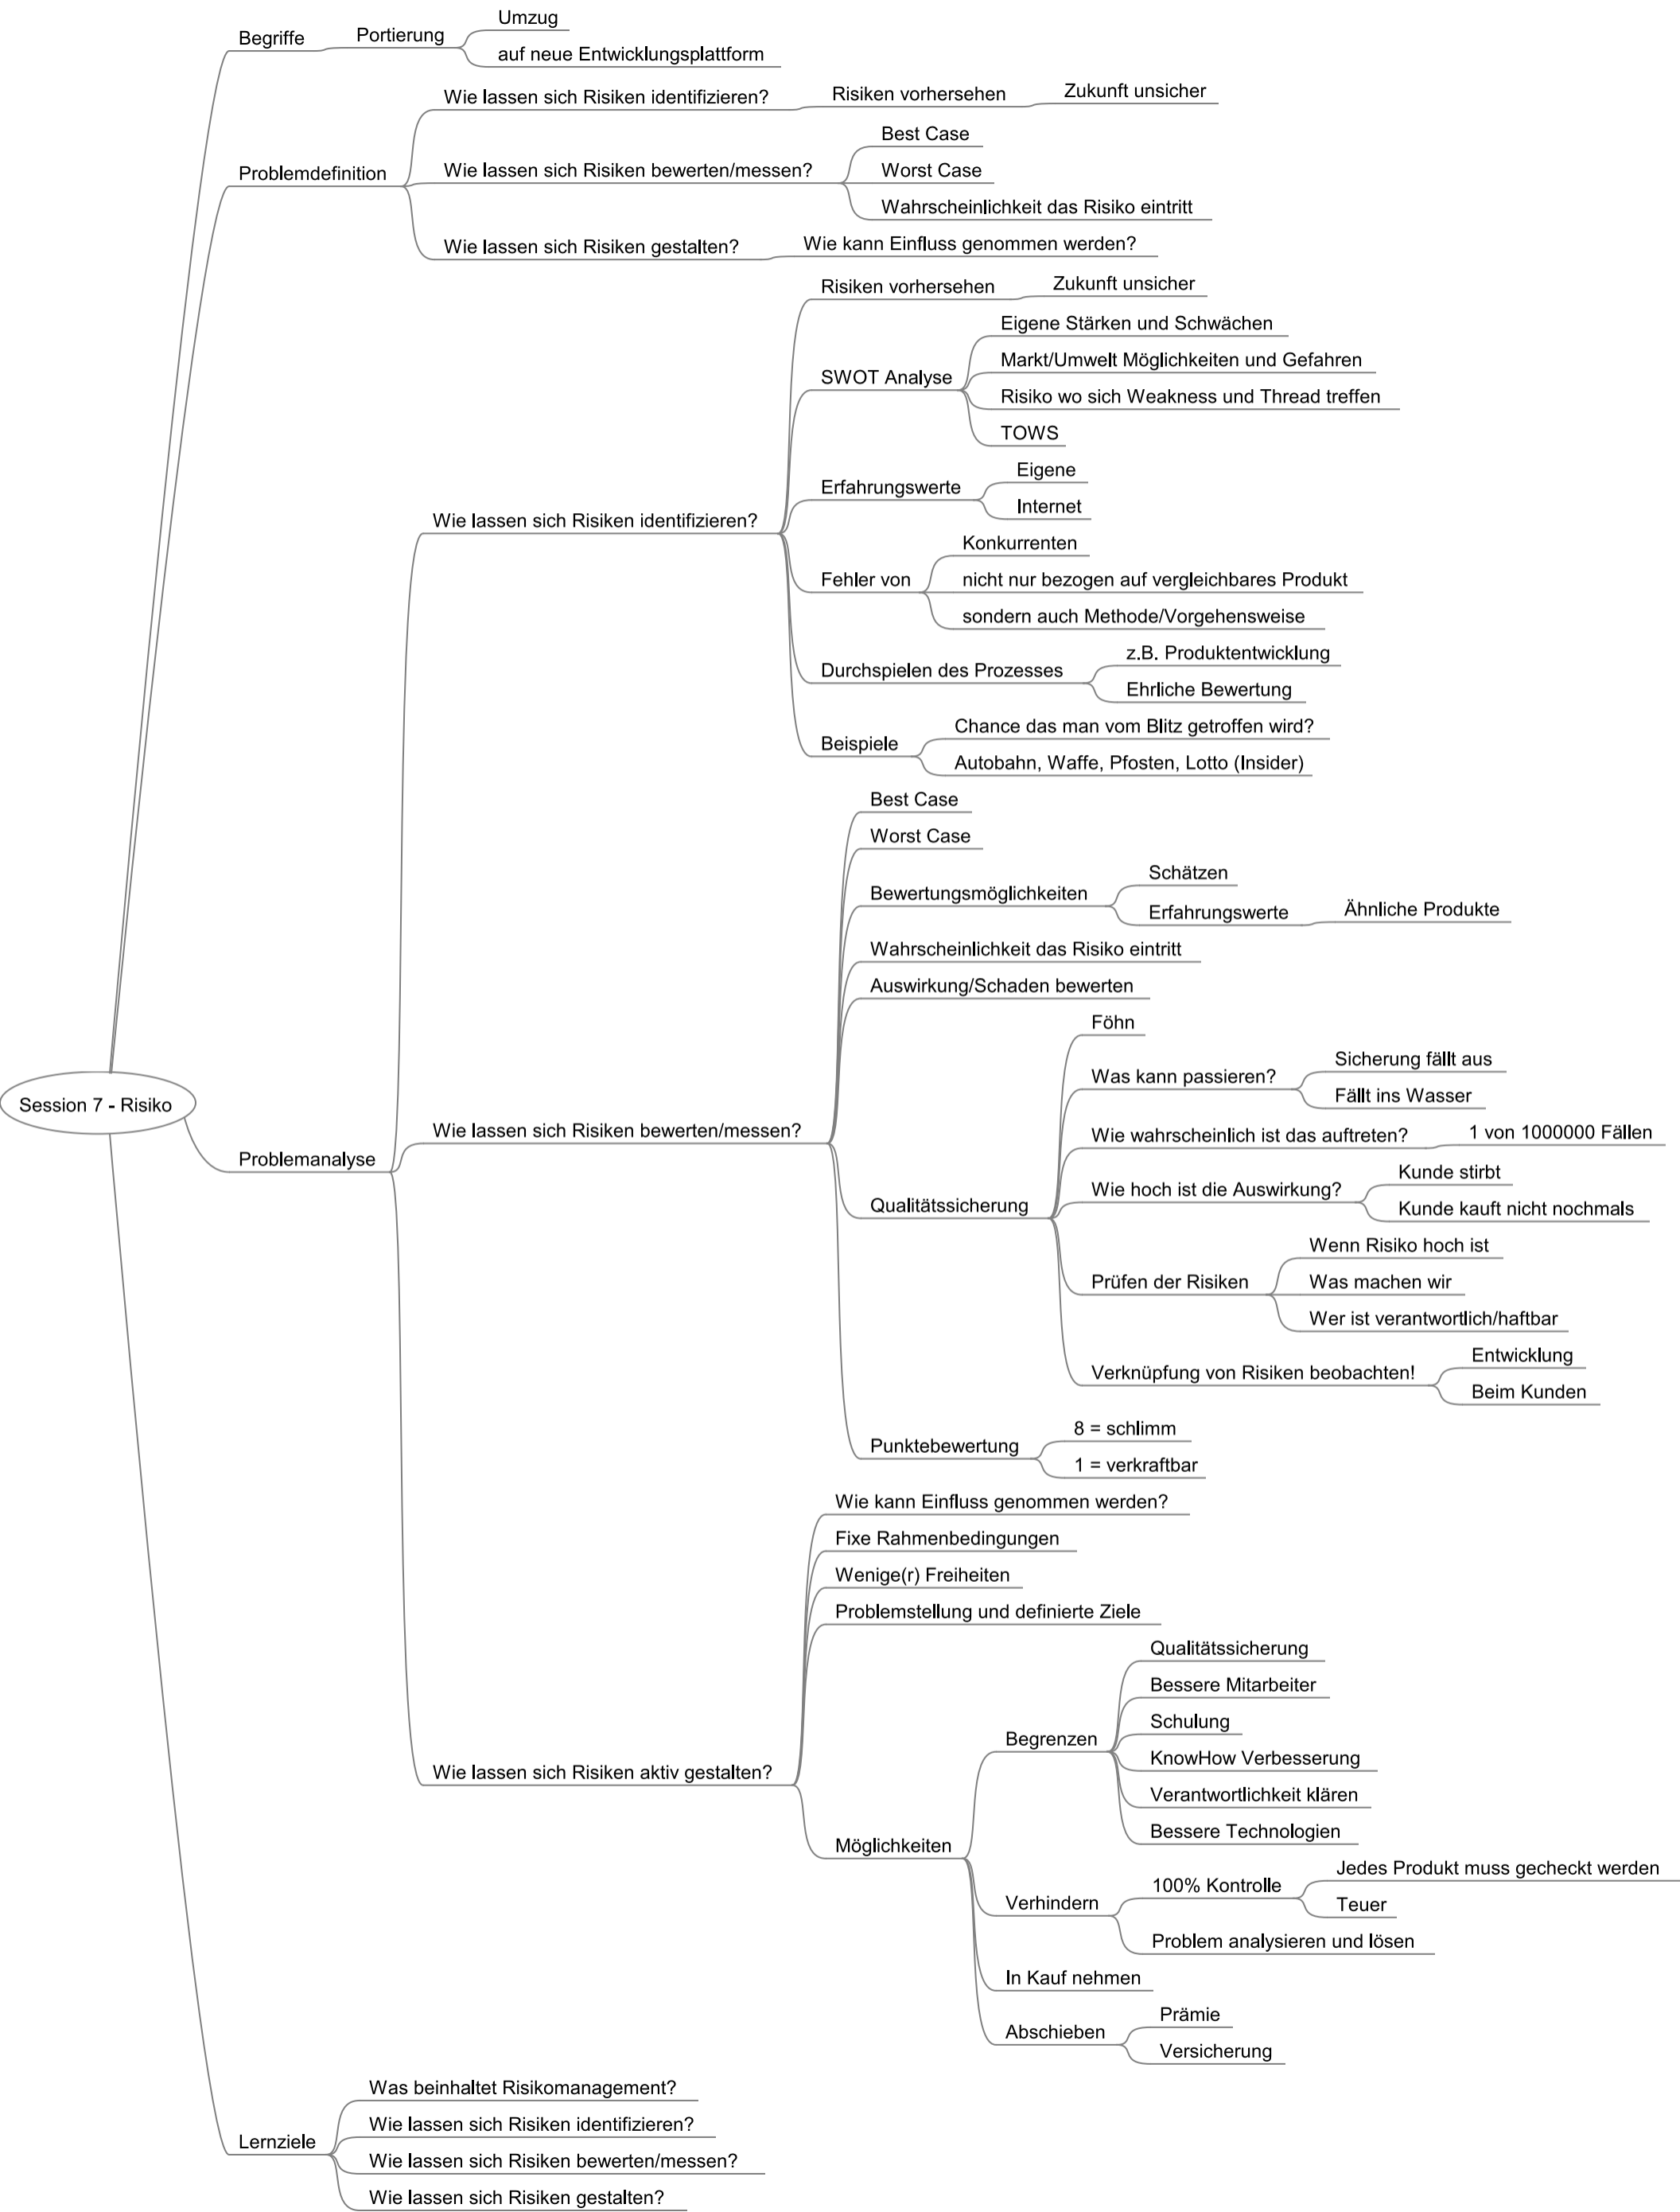 Session 7 - Risiko
Begriffe
Portierung
Umzug
auf neue Entwicklungsplattform
Problemdefinition
Wie lassen sich Risiken identifizieren?
Risiken vorhersehen
Zukunft unsicher
Wie lassen sich Risiken bewerten/messen?
Best Case
Worst Case
Wahrscheinlichkeit das Risiko eintritt
Wie lassen sich Risiken gestalten?
Wie kann Einfluss genommen werden?
Problemanalyse
Wie lassen sich Risiken identifizieren?
Risiken vorhersehen
Zukunft unsicher
SWOT Analyse
Eigene Stärken und Schwächen
Markt/Umwelt Möglichkeiten und Gefahren
Risiko wo sich Weakness und Thread treffen
TOWS
Erfahrungswerte
Eigene
Internet
Fehler von
Konkurrenten
nicht nur bezogen auf vergleichbares Produkt
sondern auch Methode/Vorgehensweise
Durchspielen des Prozesses
z.B. Produktentwicklung
Ehrliche Bewertung
Beispiele
Chance das man vom Blitz getroffen wird?
Autobahn, Waffe, Pfosten, Lotto (Insider)
Wie lassen sich Risiken bewerten/messen?
Best Case
Worst Case
Bewertungsmöglichkeiten
Schätzen
Erfahrungswerte
Ähnliche Produkte
Wahrscheinlichkeit das Risiko eintritt
Auswirkung/Schaden bewerten
Qualitätssicherung
Föhn
Was kann passieren?
Sicherung fällt aus
Fällt ins Wasser
Wie wahrscheinlich ist das auftreten?
1 von 1000000 Fällen
Wie hoch ist die Auswirkung?
Kunde stirbt
Kunde kauft nicht nochmals
Prüfen der Risiken
Wenn Risiko hoch ist
Was machen wir
Wer ist verantwortlich/haftbar
Verknüpfung von Risiken beobachten!
Entwicklung
Beim Kunden
Punktebewertung
8 = schlimm
1 = verkraftbar
Wie lassen sich Risiken aktiv gestalten?
Wie kann Einfluss genommen werden?
Fixe Rahmenbedingungen
Wenige(r) Freiheiten
Problemstellung und definierte Ziele
Möglichkeiten
Begrenzen
Qualitätssicherung
Bessere Mitarbeiter
Schulung
KnowHow Verbesserung
Verantwortlichkeit klären
Bessere Technologien
Verhindern
100% Kontrolle
Jedes Produkt muss gecheckt werden
Teuer
Problem analysieren und lösen
In Kauf nehmen
Abschieben
Prämie
Versicherung
Lernziele
Was beinhaltet Risikomanagement?
Wie lassen sich Risiken identifizieren?
Wie lassen sich Risiken bewerten/messen?
Wie lassen sich Risiken gestalten?